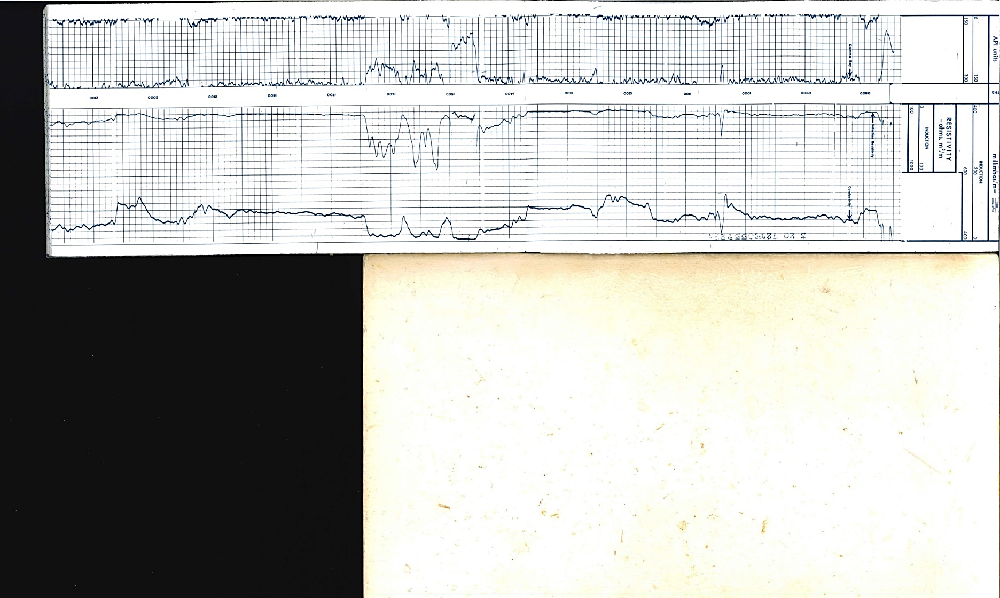 API units
0 150
150 300
THS
millimhos/m =
INDUCTION
400 200 0
600 400
RESISTIVITY
- ohms. m²/m
INDUCTION
0 100
100 1000
Gamma Ray
Induction Resistivity
Conductivity
0800
0900
1000
1100
1200
1300
1400
1500
1600
1700
1800
1900
2000
2100